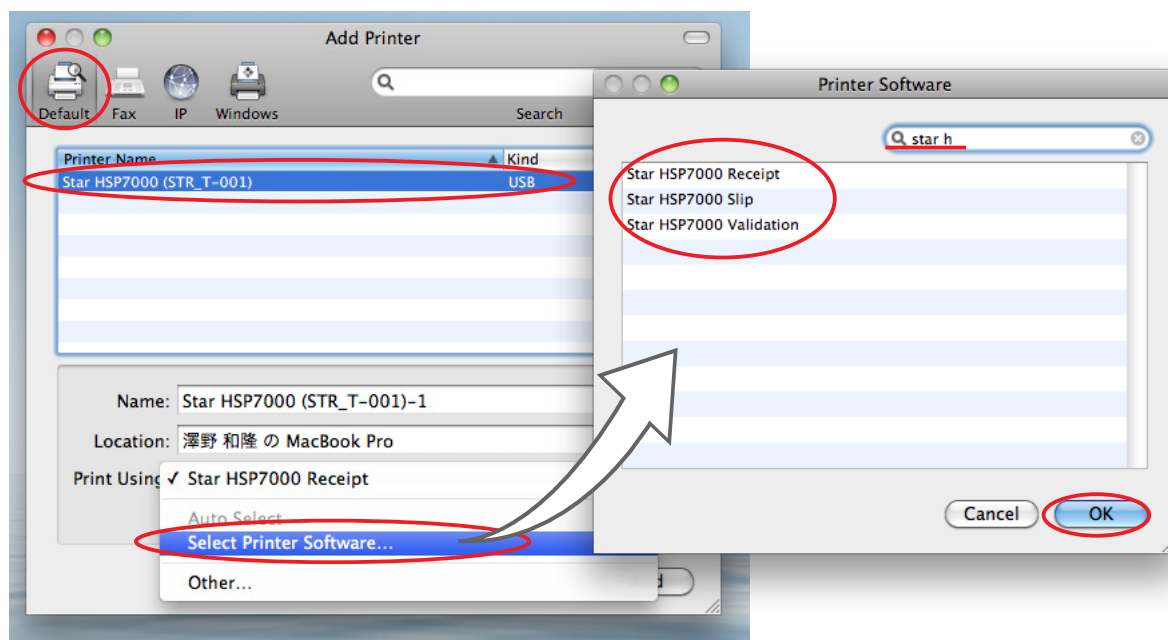 Add Printer
Default Fax IP Windows Search
Printer Name Kind
Star HSP7000 (STR_T-001) USB
Name: Star HSP7000 (STR_T-001)-1
Location: 澤野 和隆 の MacBook Pro
Print Using ✓ Star HSP7000 Receipt
Auto Select
Select Printer Software...
Other...
Printer Software
star h
Star HSP7000 Receipt
Star HSP7000 Slip
Star HSP7000 Validation
Cancel OK